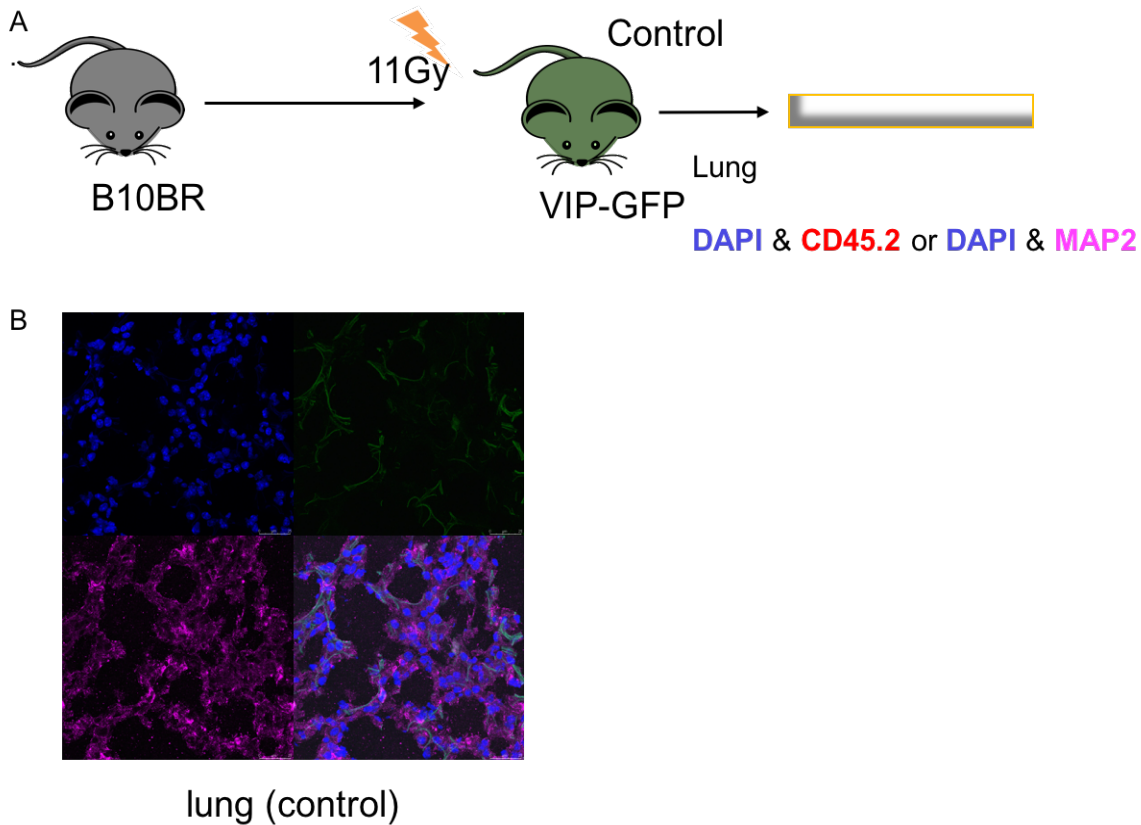 A
11Gy
Control
B10BR
VIP-GFP
Lung
DAPI & CD45.2 or DAPI & MAP2
B
lung (control)